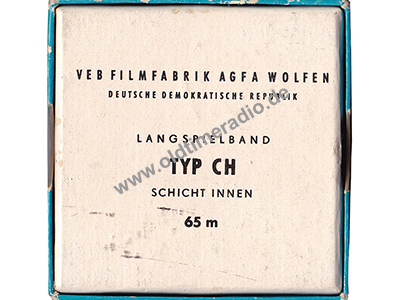 VEB FILMFABRIK AGFA WOLFEN
DEUTSCHE DEMOKRATISCHE REPUBLIK
LANGSPIELBAND
TYP CH
SCHICHT INNEN
65 m
www.oldtimeradio.de